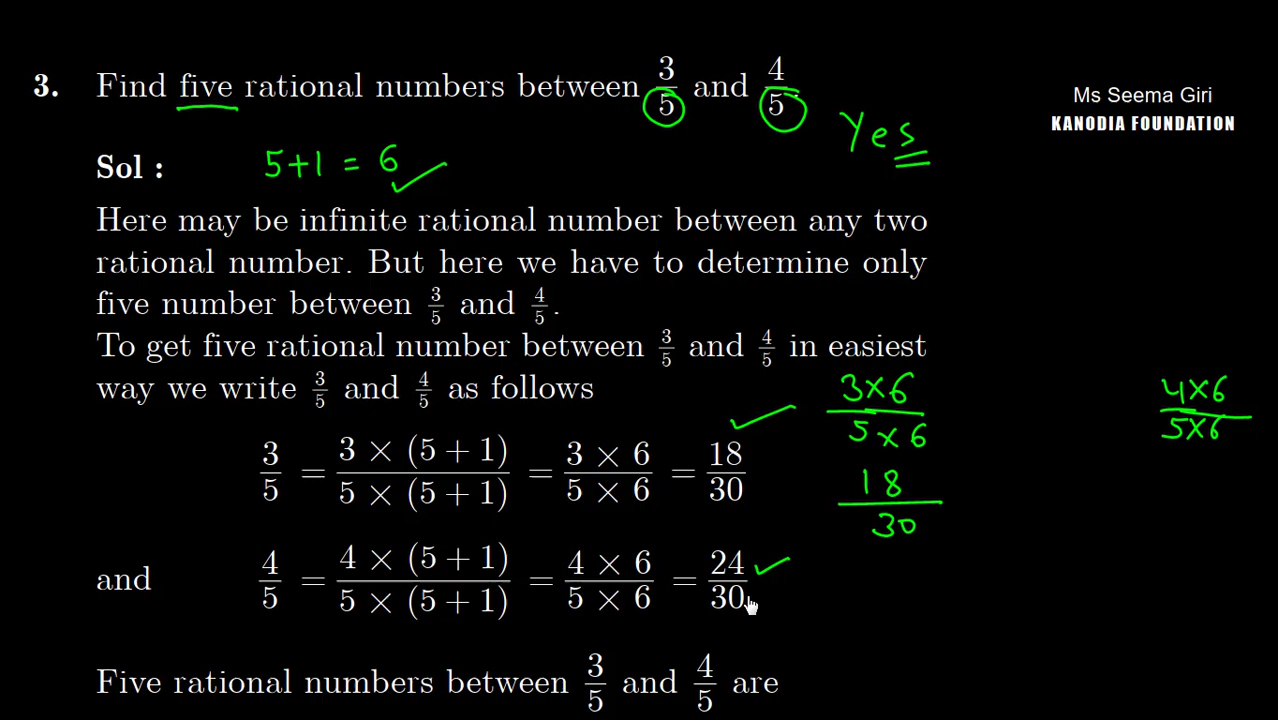 3. Find five rational numbers between 3/5 and 4/5.
Ms Seema Giri
KANODIA FOUNDATION
Yes
Sol : 5+1 = 6
Here may be infinite rational number between any two
rational number. But here we have to determine only
five number between 3/5 and 4/5.
To get five rational number between 3/5 and 4/5 in easiest
way we write 3/5 and 4/5 as follows
3/5 = 3 × (5 + 1)/5 × (5 + 1) = 3 × 6/5 × 6 = 18/30
3×6/5×6
4×6/5×6
18/30
and 4/5 = 4 × (5 + 1)/5 × (5 + 1) = 4 × 6/5 × 6 = 24/30
Five rational numbers between 3/5 and 4/5 are